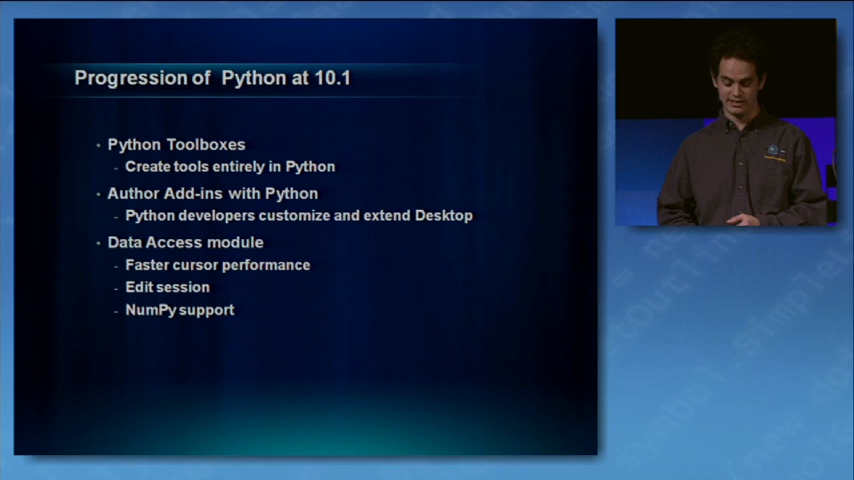 Progression of Python at 10.1
• Python Toolboxes
- Create tools entirely in Python
• Author Add-ins with Python
- Python developers customize and extend Desktop
• Data Access module
- Faster cursor performance
- Edit session
- NumPy support